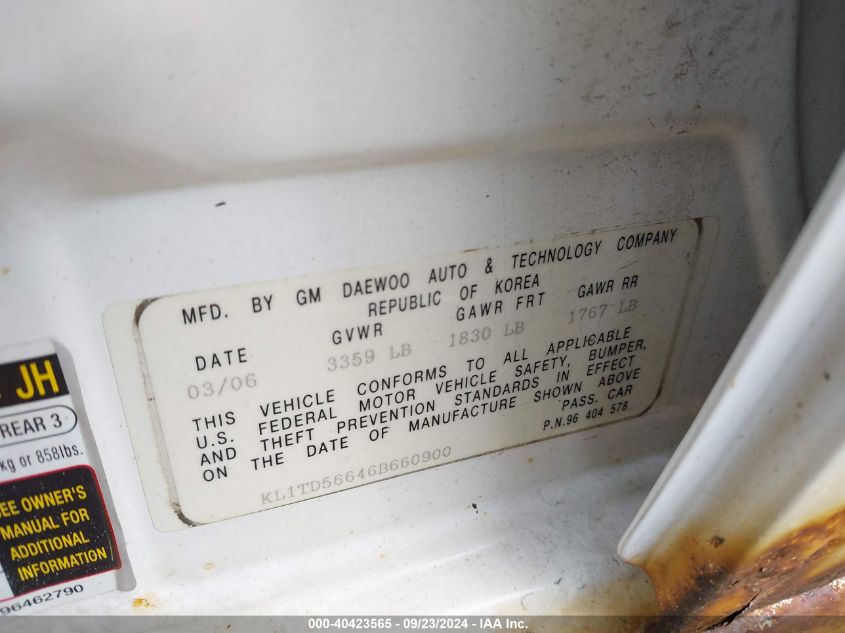 MFD. BY GM DAEWOO AUTO & TECHNOLOGY COMPANY
REPUBLIC OF KOREA
DATE GVWR GAWR FRT GAWR RR
03/06 3359 LB 1830 LB 1767 LB
THIS VEHICLE CONFORMS TO ALL APPLICABLE
U.S. FEDERAL MOTOR VEHICLE SAFETY, BUMPER,
AND THEFT PREVENTION STANDARDS IN EFFECT
ON THE DATE OF MANUFACTURE SHOWN ABOVE
PASS. CAR
P.N.96 404 578
KL1TD56646B660900
JH
REAR 3
kg or 858lbs.
SEE OWNER'S
MANUAL FOR
ADDITIONAL
INFORMATION
96462790
000-40423565 - 09/23/2024 - IAA Inc.